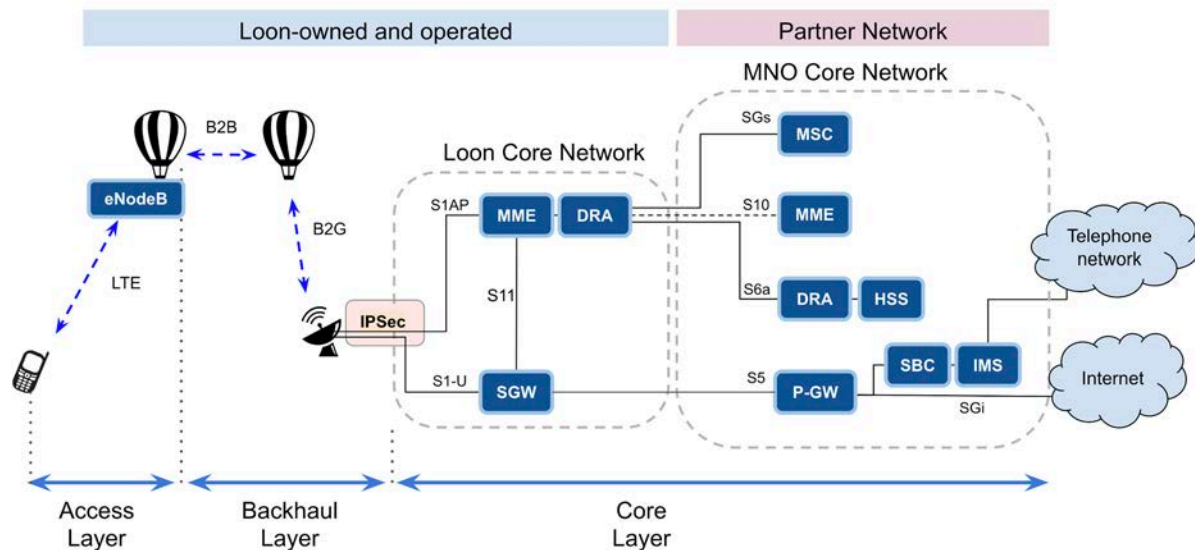 Loon-owned and operated
Partner Network
MNO Core Network
B2B
SGs
MSC
Loon Core Network
eNodeB
S1AP
MME
DRA
S10
MME
B2G
Telephone
network
LTE
S11
S6a
DRA
HSS
IPSec
SBC
IMS
S1-U
SGW
S5
P-GW
SGi
Internet
Access
Layer
Backhaul
Layer
Core
Layer